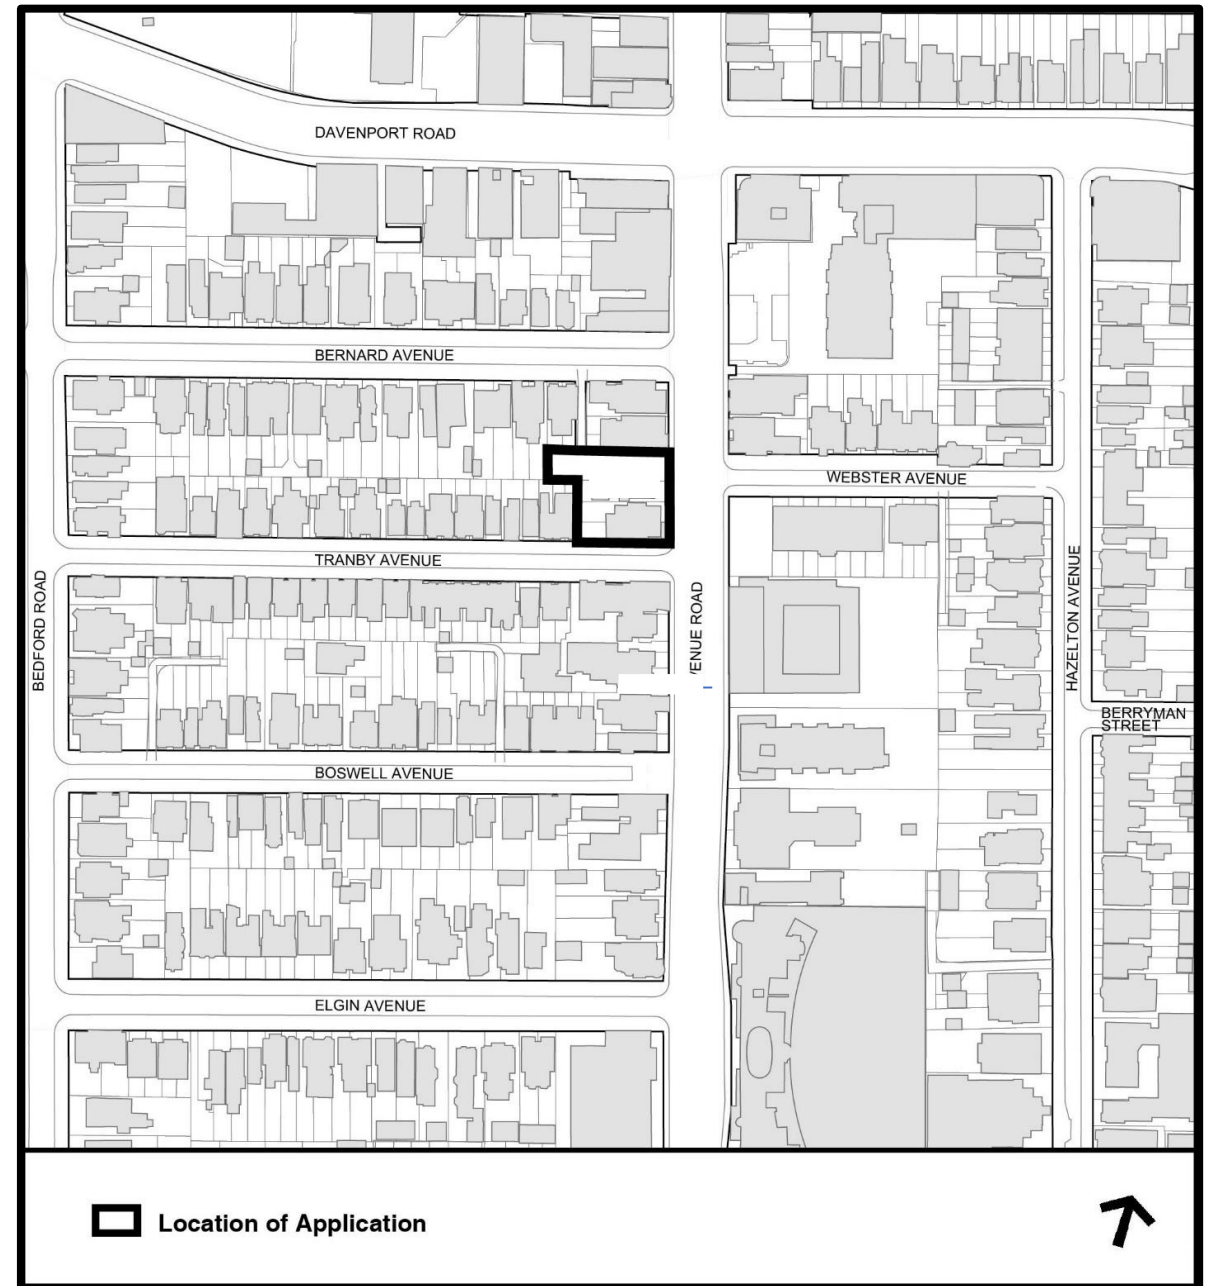 DAVENPORT ROAD
BERNARD AVENUE
WEBSTER AVENUE
TRANBY AVENUE
BEDFORD ROAD
VENUE ROAD
HAZELTON AVENUE
BERRYMAN
STREET
BOSWELL AVENUE
ELGIN AVENUE
Location of Application